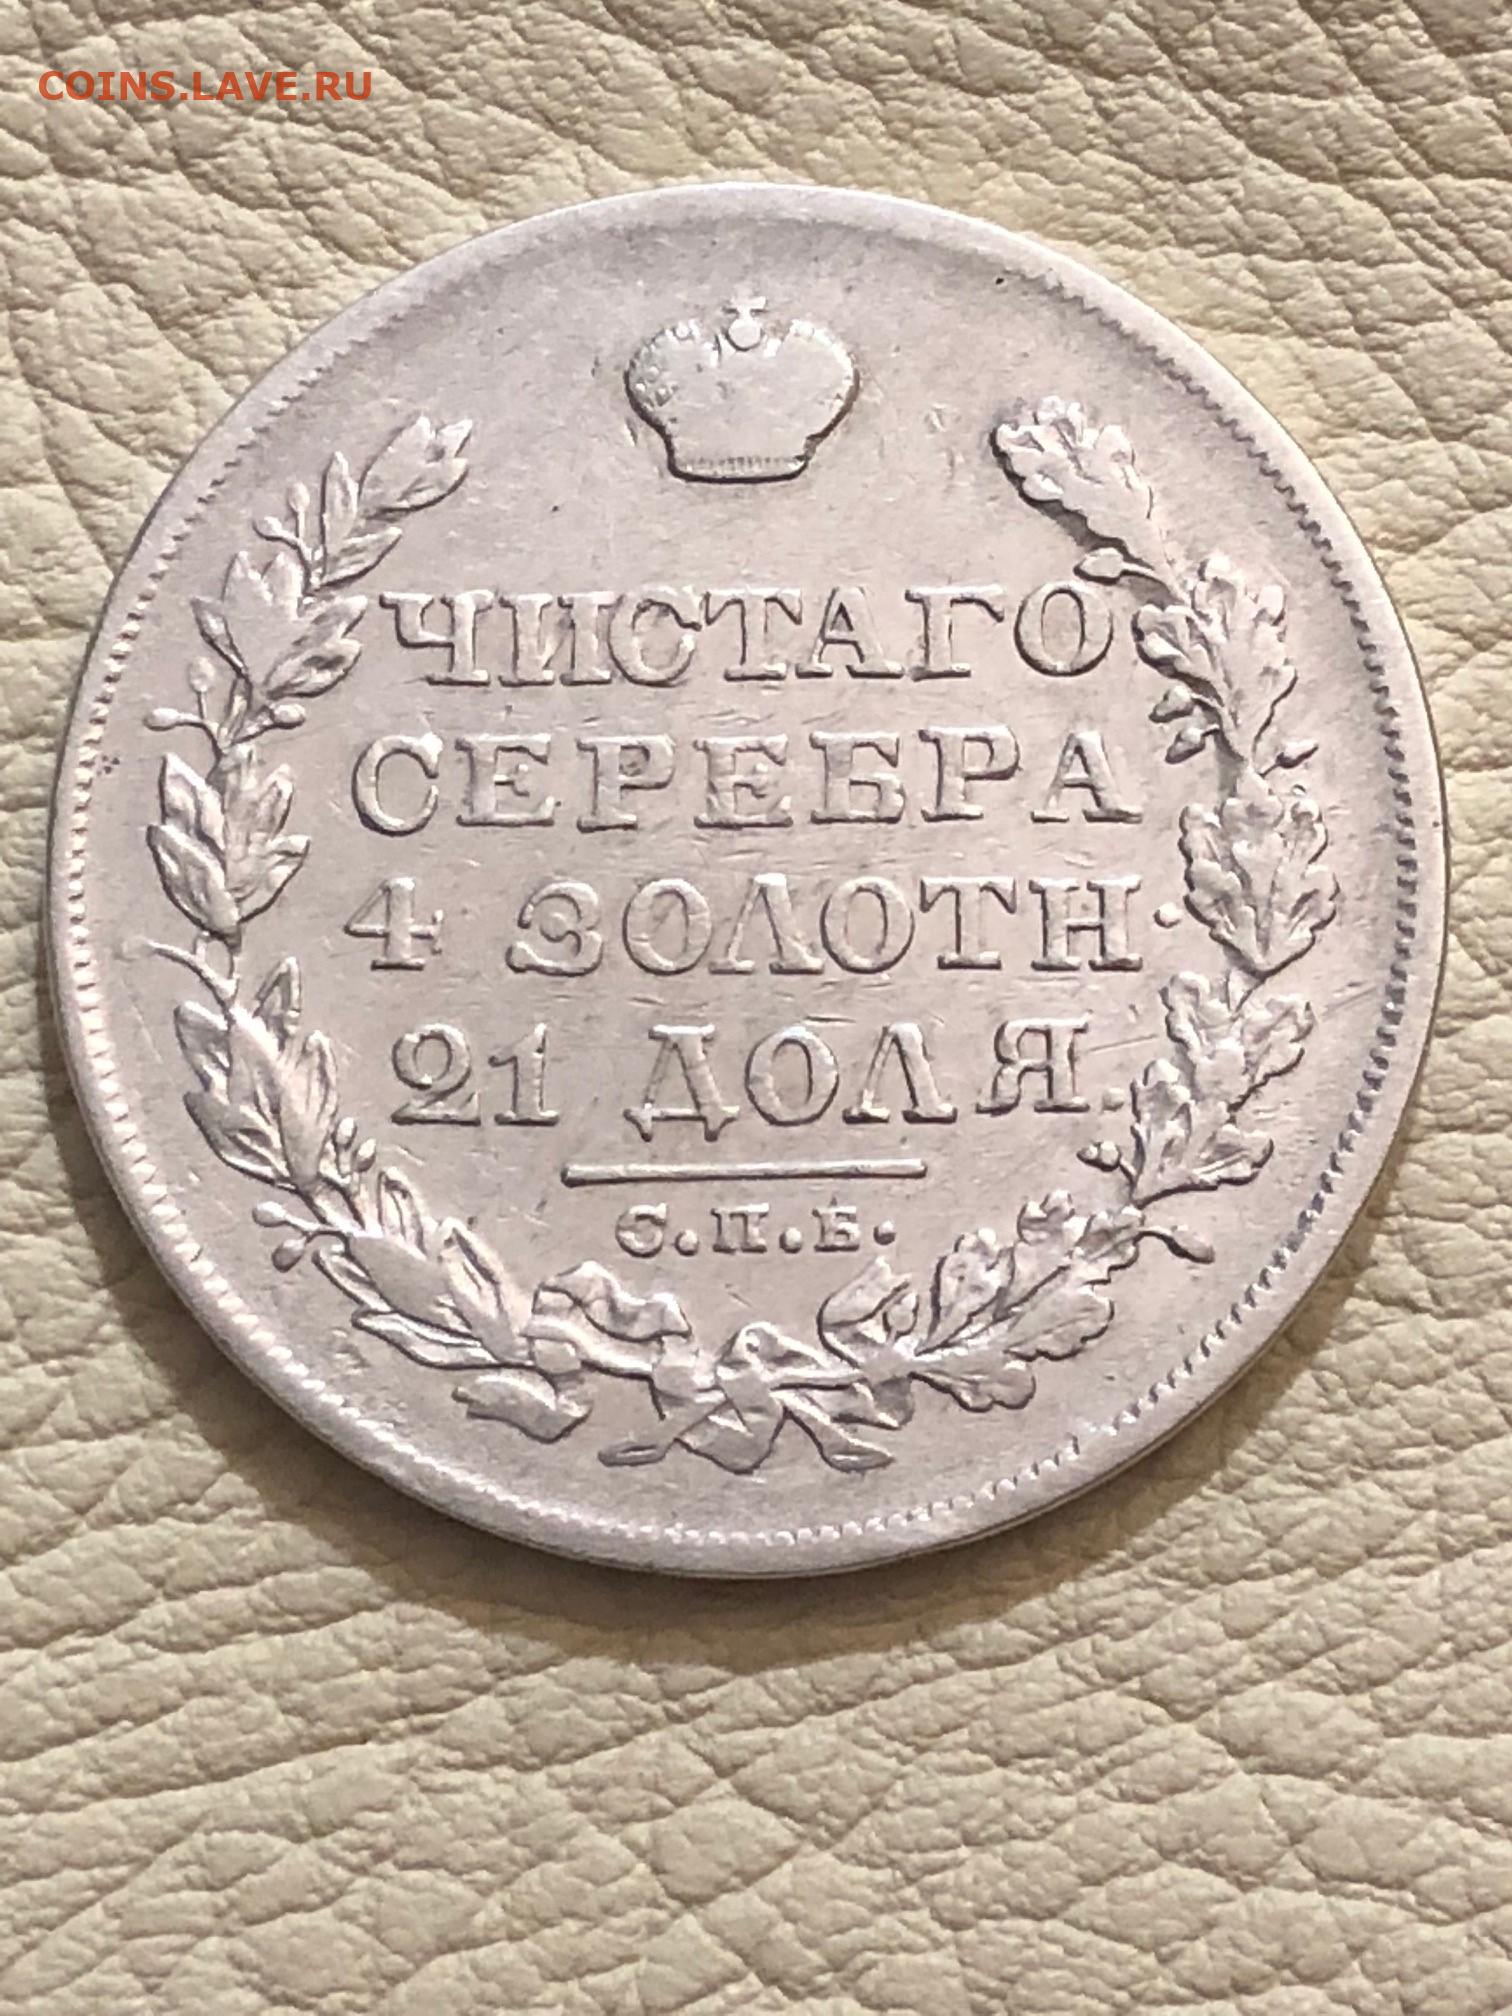 COINS.LAVE.RU
ЧИСТАГО
СЕРЕБРА
4 ЗОЛОТН·
21 ДОЛЯ.
С.П.Б.